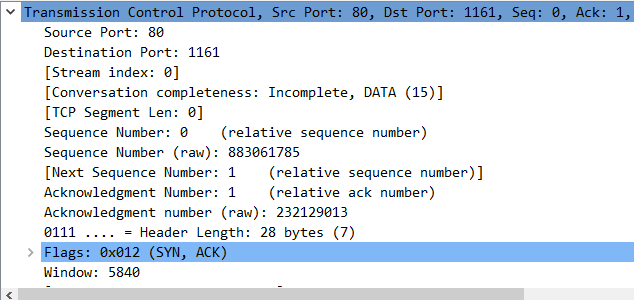 Transmission Control Protocol, Src Port: 80, Dst Port: 1161, Seq: 0, Ack: 1,
Source Port: 80
Destination Port: 1161
[Stream index: 0]
[Conversation completeness: Incomplete, DATA (15)]
[TCP Segment Len: 0]
Sequence Number: 0    (relative sequence number)
Sequence Number (raw): 883061785
[Next Sequence Number: 1    (relative sequence number)]
Acknowledgment Number: 1    (relative ack number)
Acknowledgment number (raw): 232129013
0111 .... = Header Length: 28 bytes (7)
Flags: 0x012 (SYN, ACK)
Window: 5840